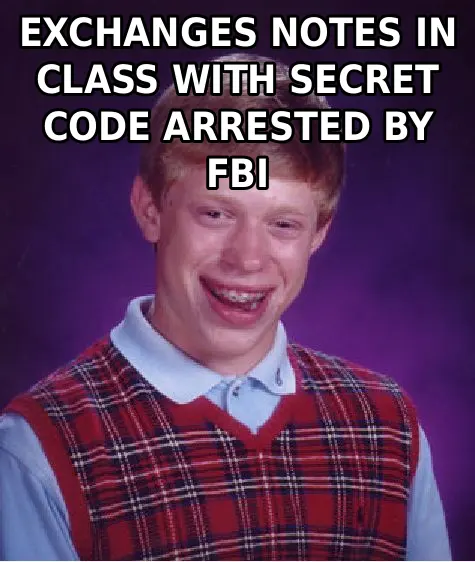 EXCHANGES NOTES IN
CLASS WITH SECRET
CODE ARRESTED BY
FBI